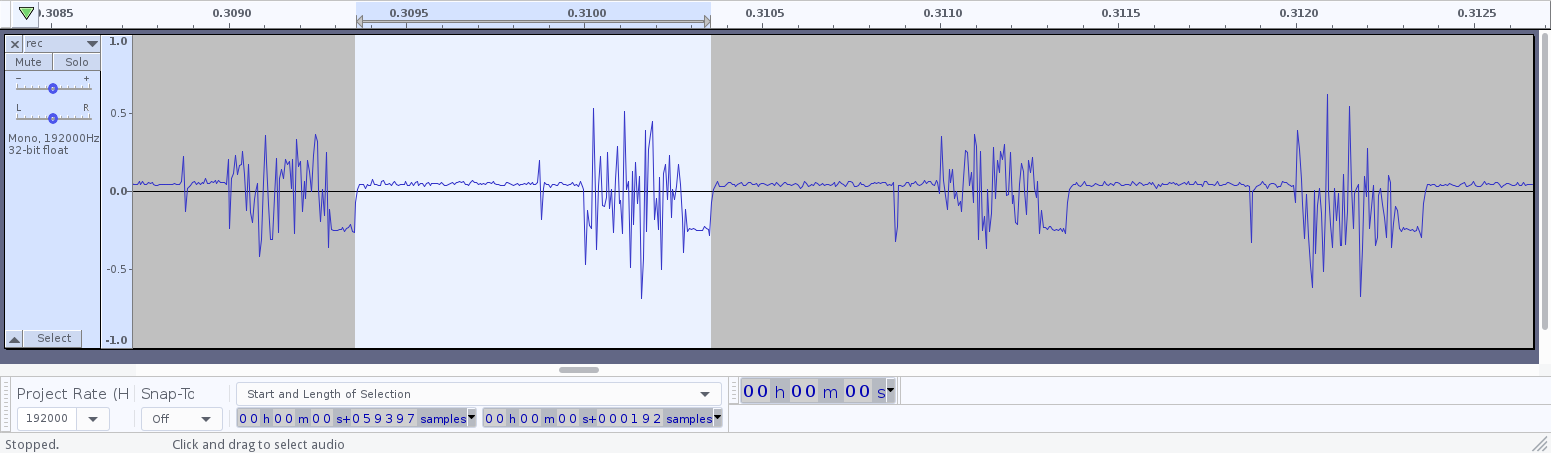 0.3085 0.3090 0.3095 0.3100 0.3105 0.3110 0.3115 0.3120 0.3125
rec
Mute Solo
- +
L R
Mono, 192000Hz
32-bit float
Select
1.0
0.5
0.0
-0.5
-1.0
Project Rate (H Snap-To Start and Length of Selection 00 h 00 m 00 s
192000 Off 00 h 00 m 00 s+059397 samples 00 h 00 m 00 s+000192 samples
Stopped. Click and drag to select audio